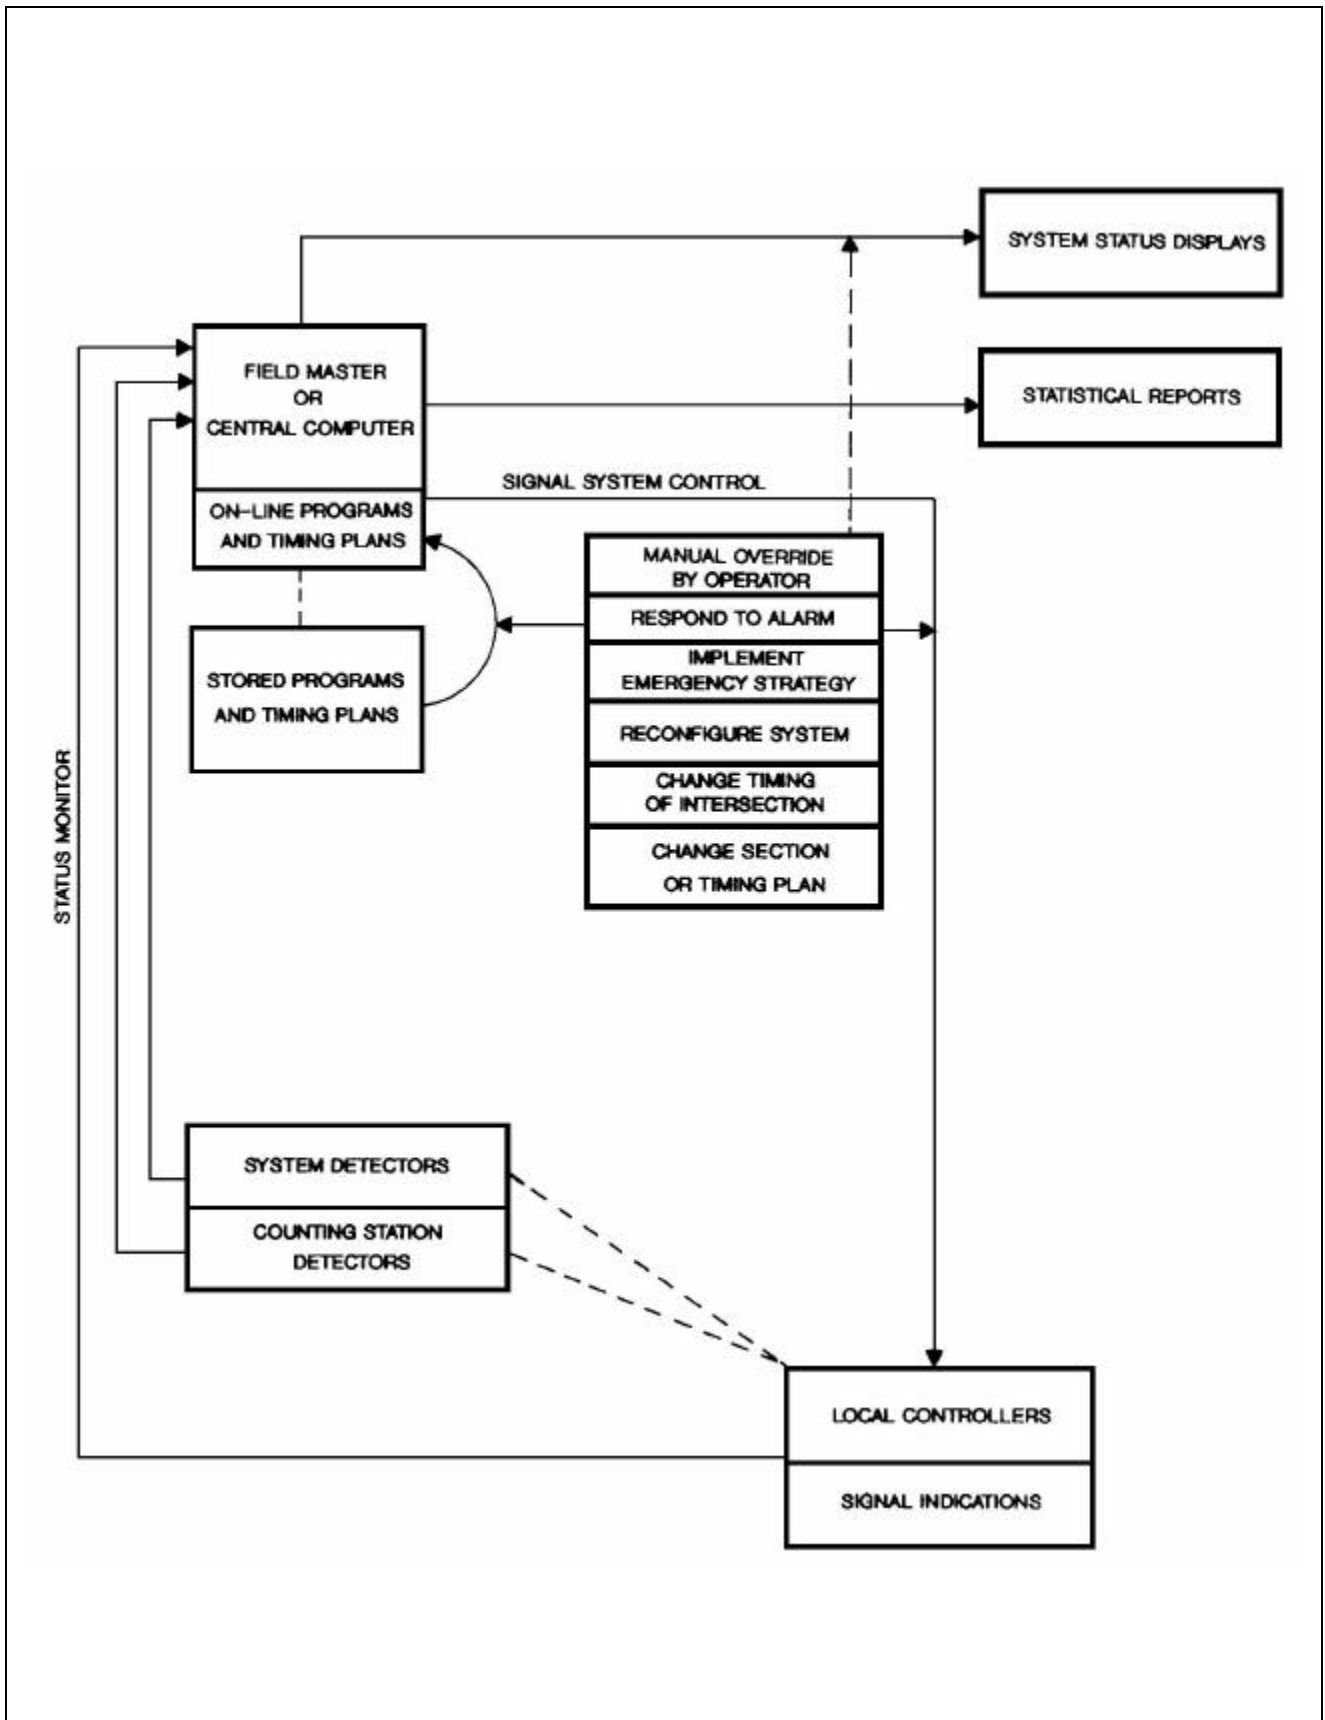 SYSTEM STATUS DISPLAYS
FIELD MASTER
OR
CENTRAL COMPUTER
STATISTICAL REPORTS
SIGNAL SYSTEM CONTROL
ON-LINE PROGRAMS
AND TIMING PLANS
MANUAL OVERRIDE
BY OPERATOR
RESPOND TO ALARM
IMPLEMENT
EMERGENCY STRATEGY
RECONFIGURE SYSTEM
CHANGE TIMING
OF INTERSECTION
CHANGE SECTION
OR TIMING PLAN
STORED PROGRAMS
AND TIMING PLANS
STATUS MONITOR
SYSTEM DETECTORS
COUNTING STATION
DETECTORS
LOCAL CONTROLLERS
SIGNAL INDICATIONS